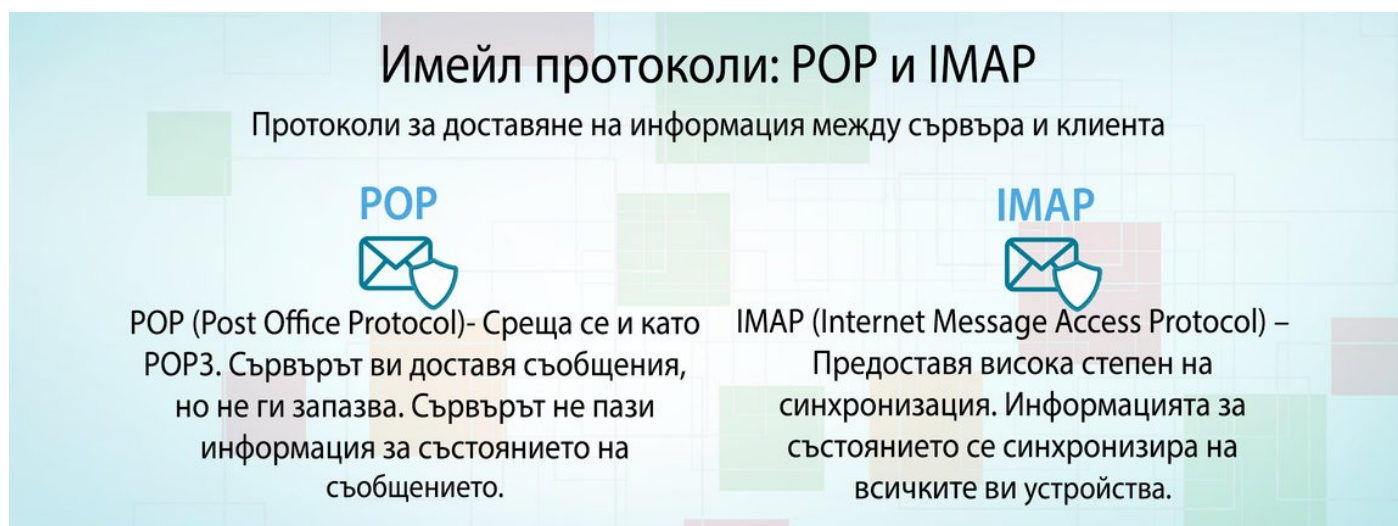 Имейл протоколи: POP и IMAP
Протоколи за доставяне на информация между сървъра и клиента
POP
POP (Post Office Protocol)- Среща се и като
POP3. Сървърът ви доставя съобщения,
но не ги запазва. Сървърът не пази
информация за състоянието на
съобщението.
IMAP
IMAP (Internet Message Access Protocol) –
Предоставя висока степен на
синхронизация. Информацията за
състоянието се синхронизира на
всичките ви устройства.